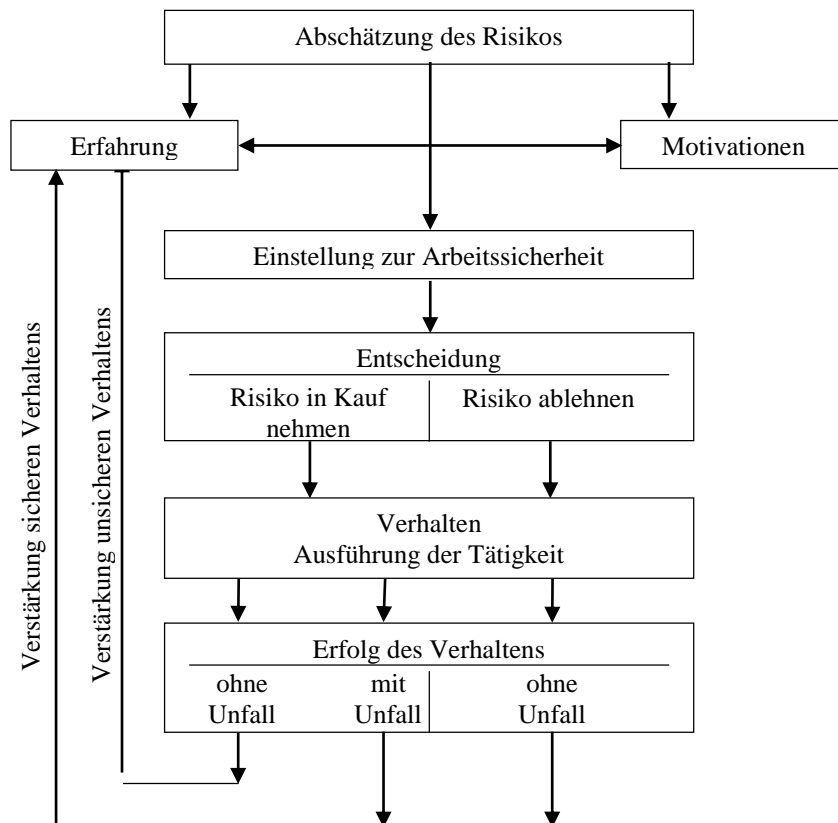 Abschätzung des Risikos
Erfahrung
Motivationen
Einstellung zur Arbeitssicherheit
Entscheidung
Risiko in Kauf
nehmen
Risiko ablehnen
Verhalten
Ausführung der Tätigkeit
Erfolg des Verhaltens
ohne
Unfall
mit
Unfall
ohne
Unfall
Verstärkung sicheren Verhaltens
Verstärkung unsicheren Verhaltens